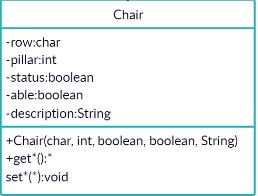 Chair
-row:char
-pillar:int
-status:boolean
-able:boolean
-description:String
+Chair(char, int, boolean, boolean, String)
+get*():*
set*(*):void